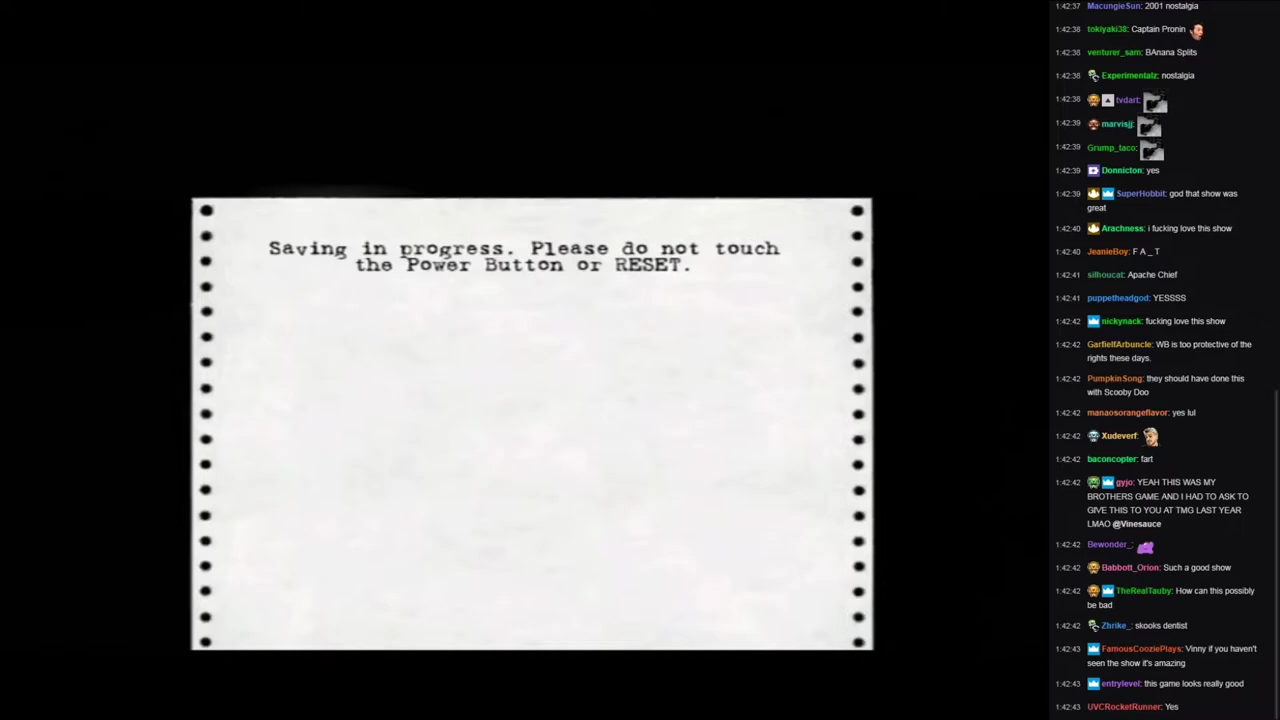 Saving in progress. Please do not touch
the Power Button or RESET.
1:42:37 MacungieSun: 2001 nostalgia
1:42:38 tokiyaki38: Captain Pronin
1:42:38 venturer_sam: BAnana Splits
1:42:38 Experimentalz: nostalgia
1:42:38 tvdart:
1:42:39 marvisjj:
1:42:39 Grump_taco:
1:42:39 Donnicton: yes
1:42:39 SuperHobbit: god that show was
great
1:42:40 Arachness: i fucking love this show
1:42:40 JeanieBoy: F A _ T
1:42:41 silhoucat: Apache Chief
1:42:41 puppetheadgod: YESSSS
1:42:42 nickynack: fucking love this show
1:42:42 GarfielfArbuncle: WB is too protective of the
rights these days.
1:42:42 PumpkinSong: they should have done this
with Scooby Doo
1:42:42 manaosorangeflavor: yes lul
1:42:42 Xudeverf:
1:42:42 baconcopter: fart
1:42:42 gyjo: YEAH THIS WAS MY
BROTHERS GAME AND I HAD TO ASK TO
GIVE THIS TO YOU AT TMG LAST YEAR
LMAO @Vinesauce
1:42:42 Bewonder_:
1:42:42 Babbott_Orion: Such a good show
1:42:42 TheRealTauby: How can this possibly
be bad
1:42:42 Zhrike_: skooks dentist
1:42:43 FamousCooziePlays: Vinny if you haven't
seen the show it's amazing
1:42:43 entrylevel: this game looks really good
1:42:43 UVCRocketRunner: Yes